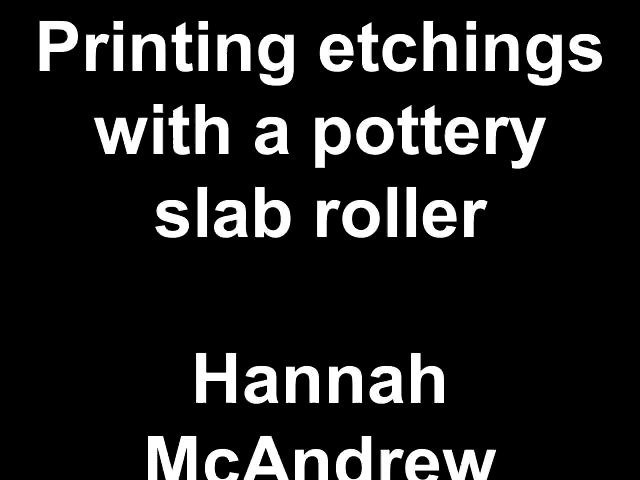 Printing etchings
with a pottery
slab roller
Hannah
McAndrew